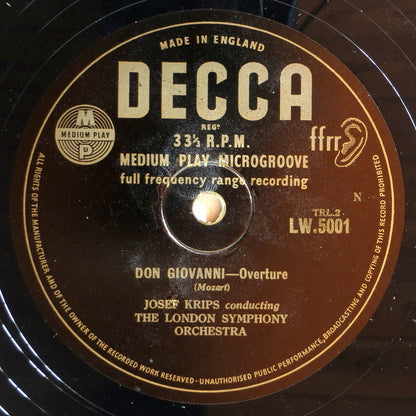 MADE IN ENGLAND
DECCA
REGD
33⅓ R.P.M.
MEDIUM PLAY
MP
ffrr
MEDIUM PLAY MICROGROOVE
full frequency range recording
N
TRL.2
LW.5001
DON GIOVANNI—Overture
(Mozart)
JOSEF KRIPS conducting
THE LONDON SYMPHONY
ORCHESTRA
ALL RIGHTS OF THE MANUFACTURER AND OF THE OWNER OF THE RECORDED WORK RESERVED · UNAUTHORISED PUBLIC PERFORMANCE, BROADCASTING AND COPYING OF THIS RECORD PROHIBITED